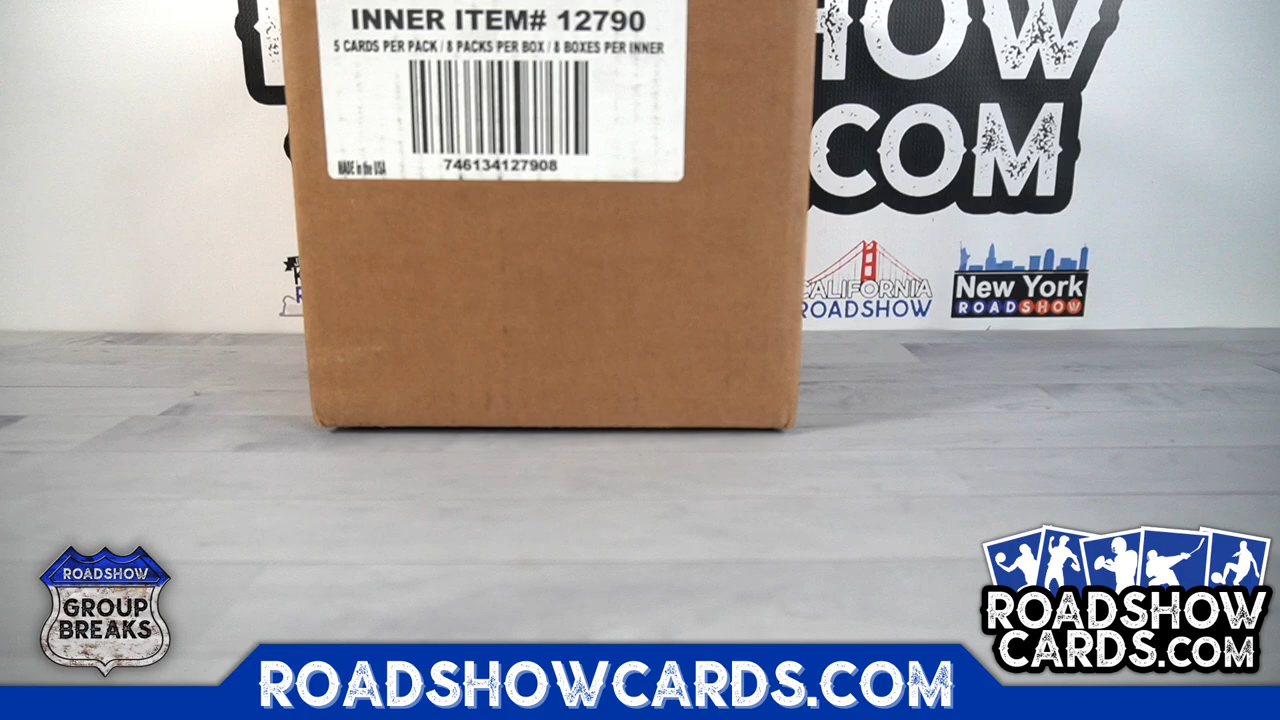 INNER ITEM# 12790
5 CARDS PER PACK / 8 PACKS PER BOX / 8 BOXES PER INNER
746134127908
MADE in the USA
OW
COM
CALIFORNIA
ROADSHOW
New York
ROADSHOW
ROADSHOW
GROUP
BREAKS
ROADSHOW
CARDS.COM
ROADSHOWCARDS.COM